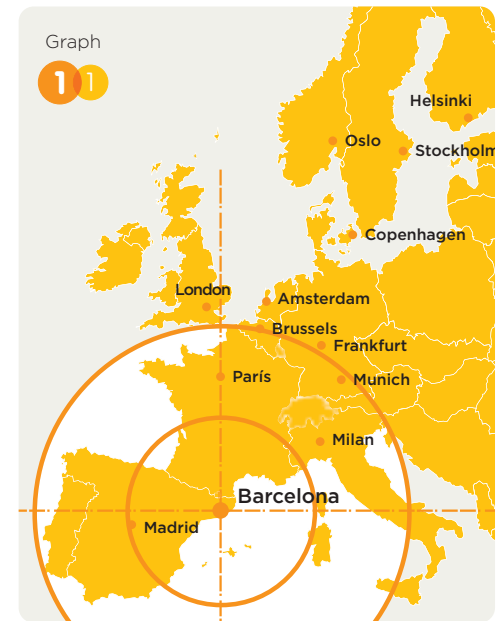 Graph
1 1
Helsinki
Oslo
Stockholm
Copenhagen
London
Amsterdam
Brussels
Frankfurt
París
Munich
Milan
Barcelona
Madrid